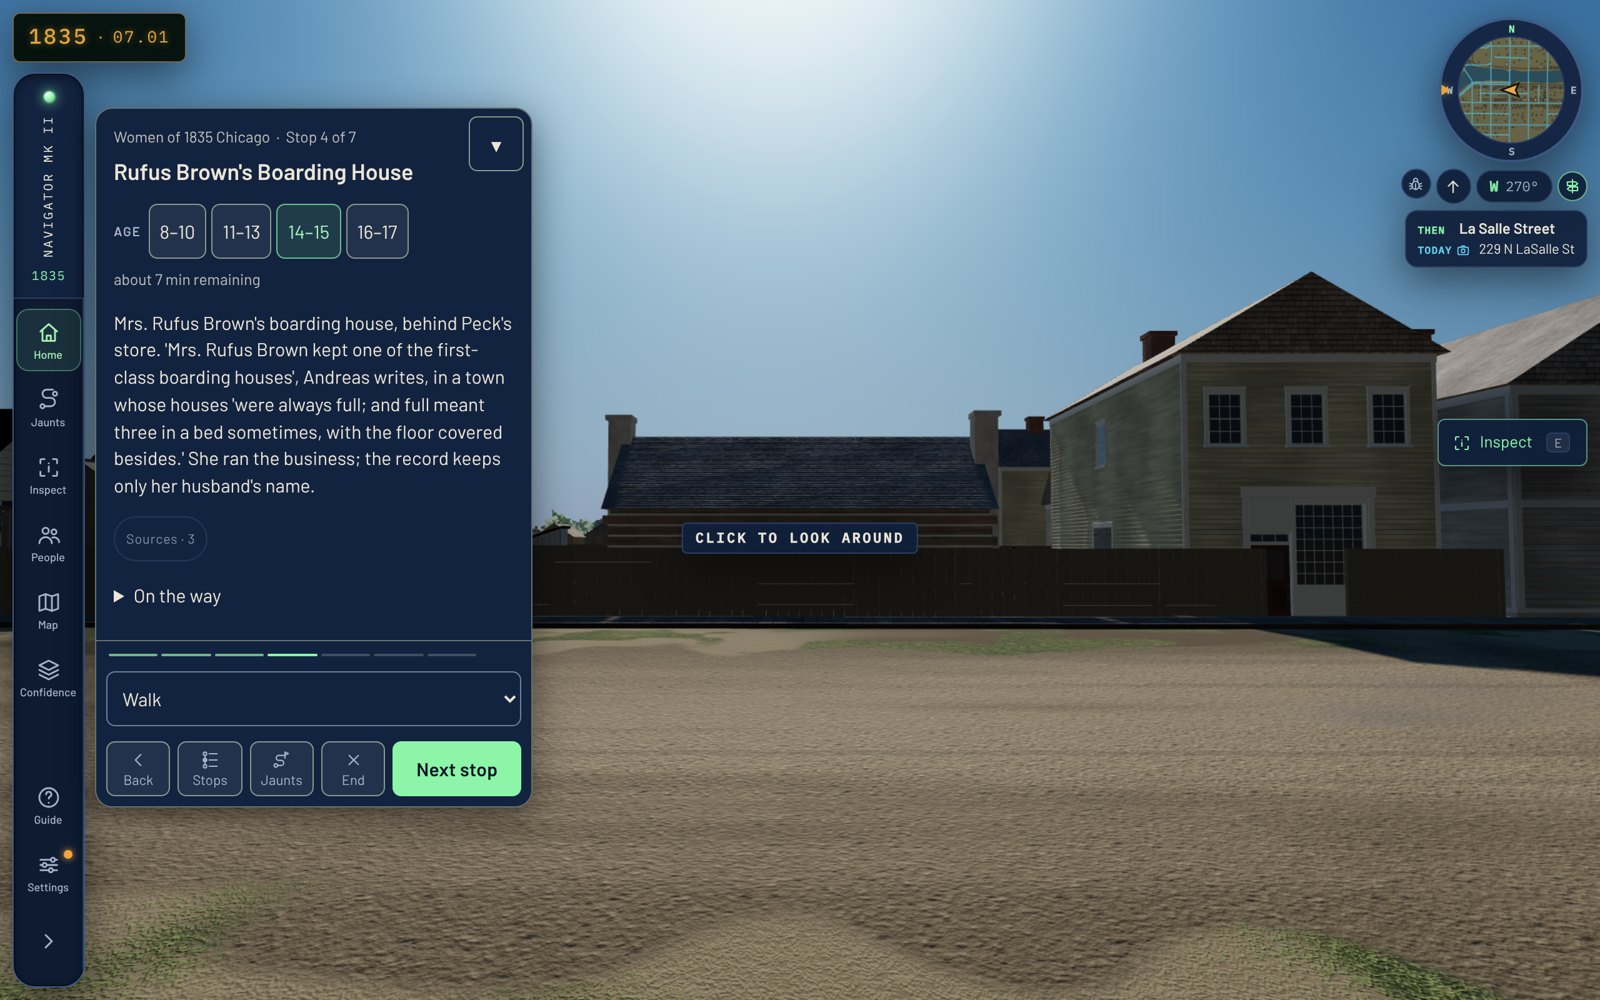 1835 · 07.01
NAVIGATOR MK II
1835
Home
Jaunts
Inspect
People
Map
Confidence
Guide
Settings
Women of 1835 Chicago · Stop 4 of 7
Rufus Brown's Boarding House
AGE 8–10 11–13 14–15 16–17
about 7 min remaining
Mrs. Rufus Brown's boarding house, behind Peck's
store. 'Mrs. Rufus Brown kept one of the first-
class boarding houses', Andreas writes, in a town
whose houses 'were always full; and full meant
three in a bed sometimes, with the floor covered
besides.' She ran the business; the record keeps
only her husband's name.
Sources · 3
On the way
Walk
Back
Stops
Jaunts
End
Next stop
CLICK TO LOOK AROUND
N
W
E
S
W 270°
THEN La Salle Street
TODAY 229 N LaSalle St
Inspect E